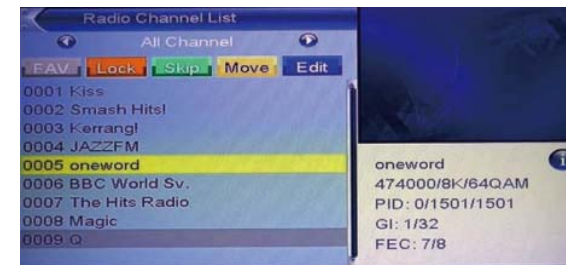 Radio Channel List
All Channel
FAV Lock Skip Move Edit
0001 Kiss
0002 Smash Hits!
0003 Kerrang!
0004 JAZZFM
0005 oneword
0006 BBC World Sv.
0007 The Hits Radio
0008 Magic
0009 Q
oneword
474000/8K/64QAM
PID: 0/1501/1501
GI: 1/32
FEC: 7/8